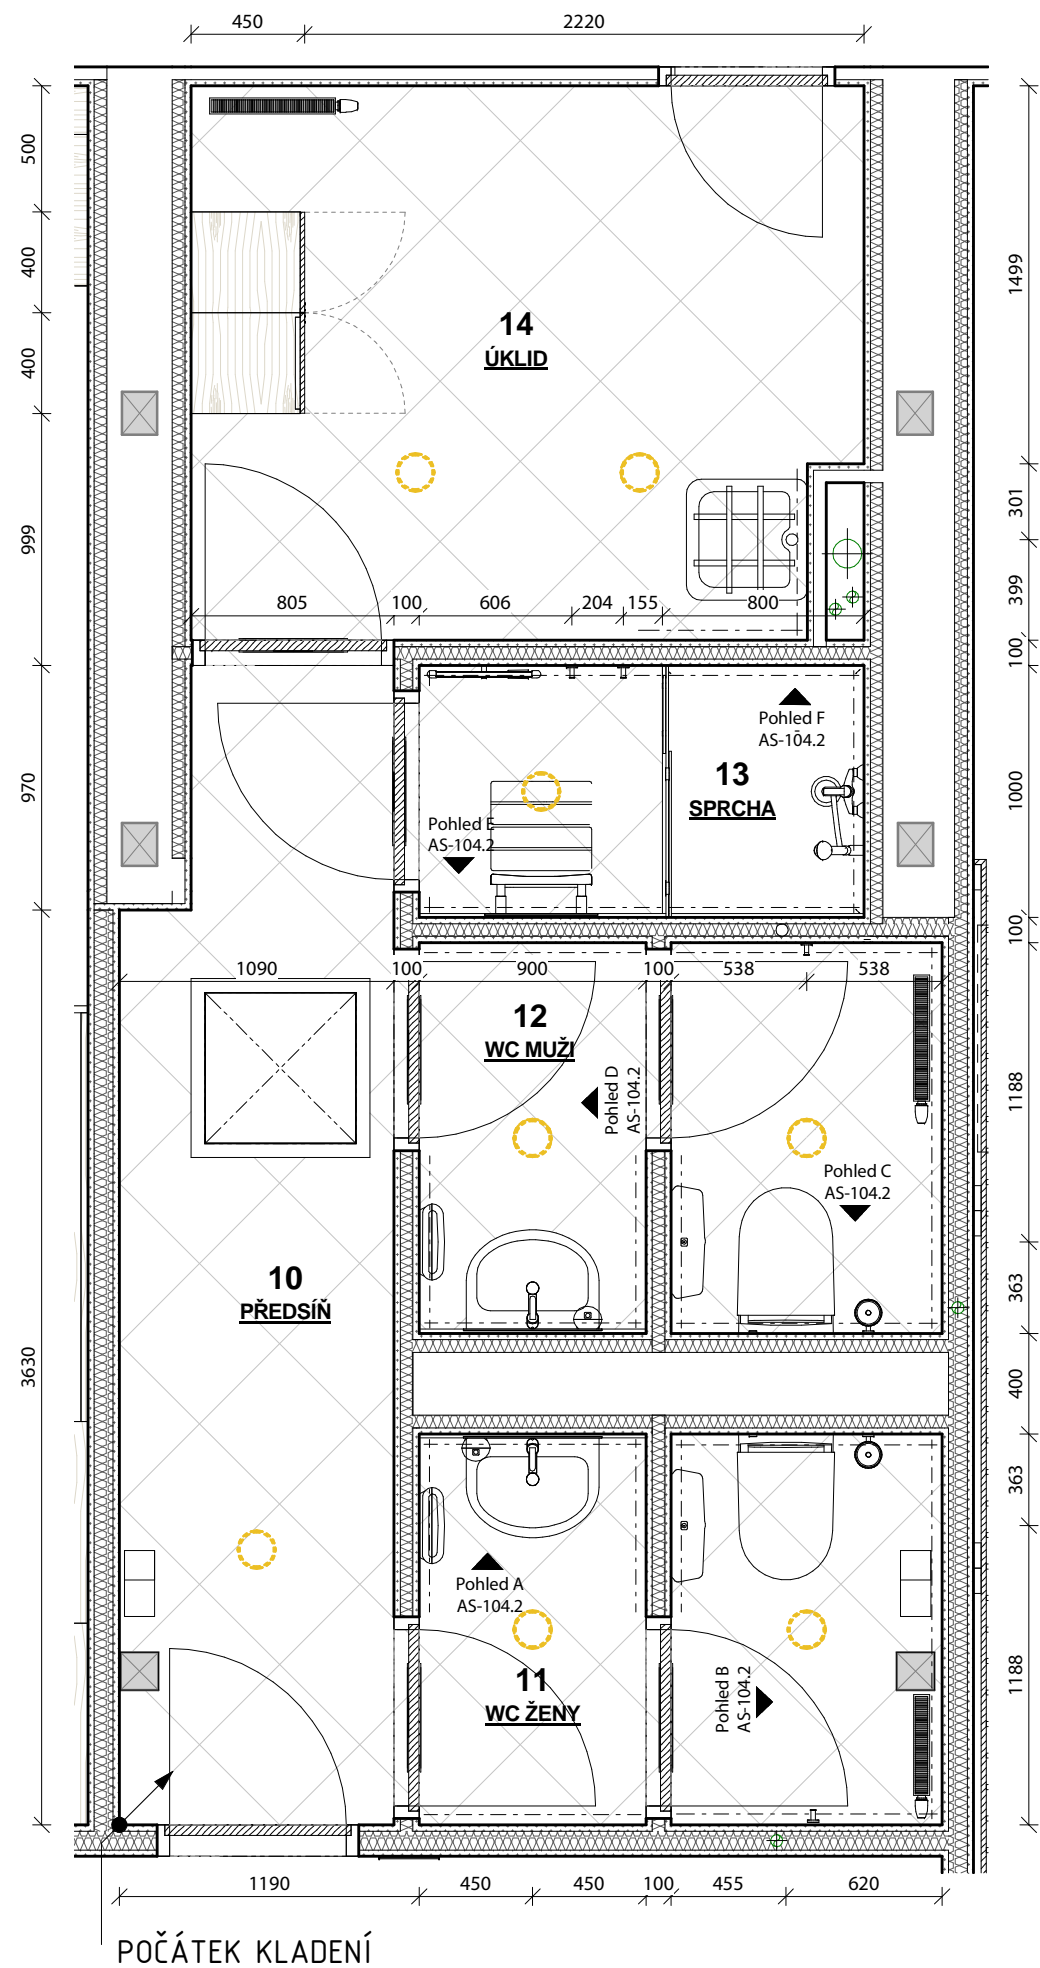 450
2220
500
400
400
999
970
3630
1499
301
399
100
1000
100
1188
363
400
363
1188
14
ÚKLID
805
100
606
204
155
800
Pohled F
AS-104.2
13
SPRCHA
Pohled E
AS-104.2
1090
100
900
100
538
538
12
WC MUŽI
Pohled D
AS-104.2
Pohled C
AS-104.2
10
PŘEDSÍŇ
Pohled A
AS-104.2
11
WC ŽENY
Pohled B
AS-104.2
1190
450
450
100
455
620
POČÁTEK KLADENÍ